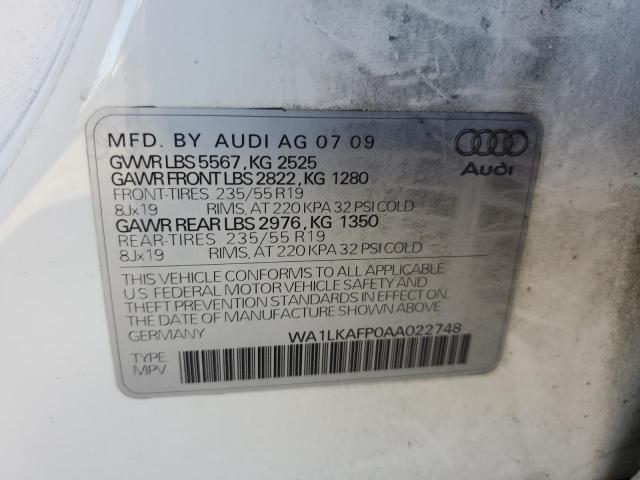 MFD. BY AUDI AG 07 09
GVWR LBS 5567, KG 2525
GAWR FRONT LBS 2822, KG 1280
FRONT-TIRES 235/55 R19
8Jx19 RIMS, AT 220 KPA 32 PSI COLD
GAWR REAR LBS 2976, KG 1350
REAR-TIRES 235/55 R19
8Jx19 RIMS, AT 220 KPA 32 PSI COLD
Audi
THIS VEHICLE CONFORMS TO ALL APPLICABLE
U.S FEDERAL MOTOR VEHICLE SAFETY AND
THEFT PREVENTION STANDARDS IN EFFECT ON
THE DATE OF MANUFACTURE SHOWN ABOVE.
GERMANY WA1LKAFP0AA022748
TYPE
MPV